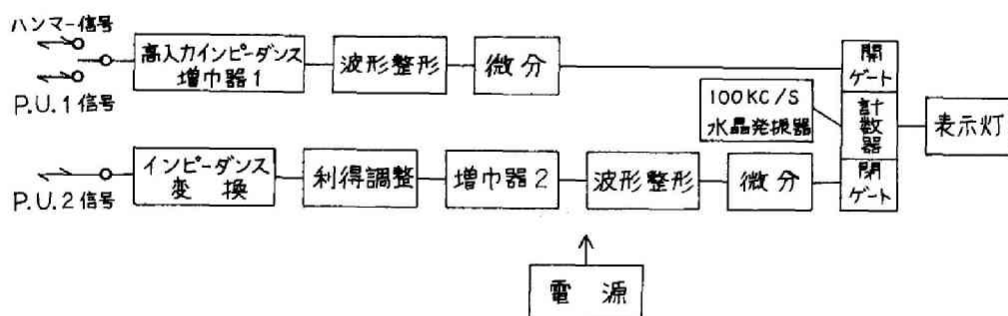 ハンマー信号
P.U.1 信号
高入力インピーダンス
増巾器1
波形整形
微分
100KC/S
水晶発振器
開
ゲート
計
数
器
閉
ゲート
表示灯
P.U.2 信号
インピーダンス
変 換
利得調整
増巾器2
波形整形
微分
電 源